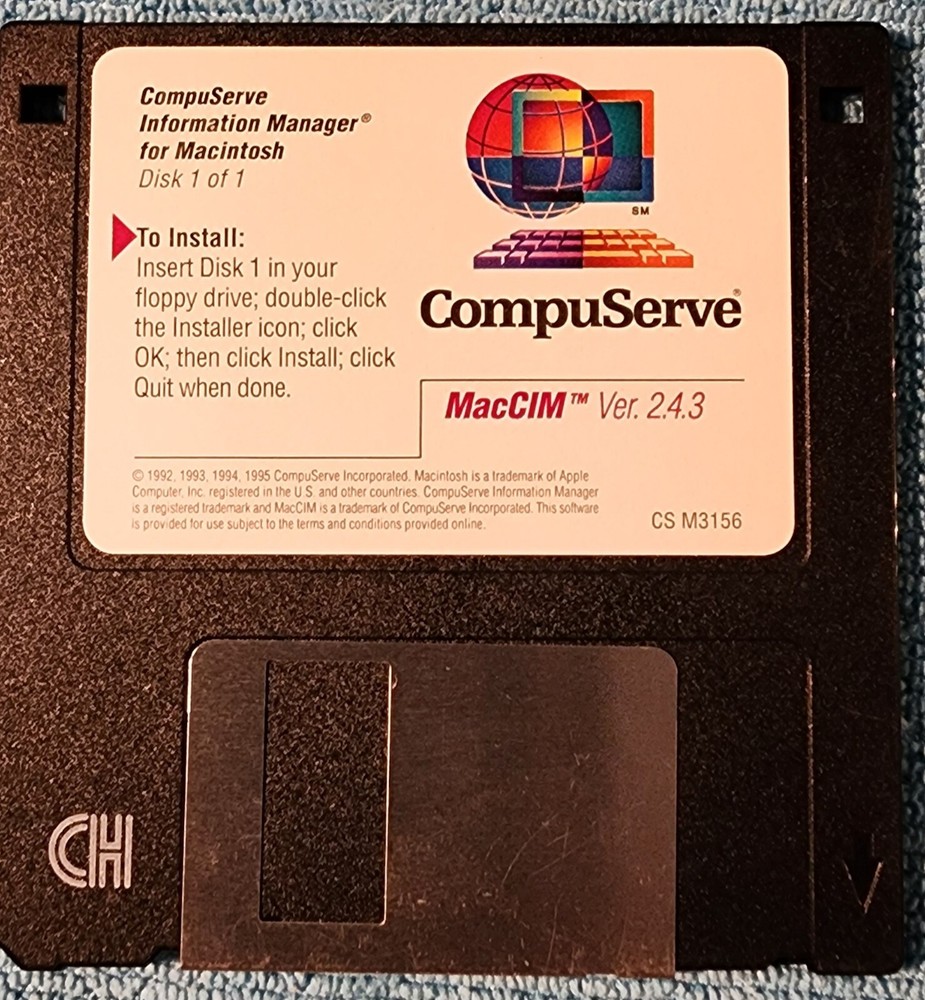 CompuServe
Information Manager®
for Macintosh
Disk 1 of 1
To Install:
Insert Disk 1 in your
floppy drive; double-click
the Installer icon; click
OK; then click Install; click
Quit when done.
SM
CompuServe®
MacCIM™ Ver. 2.4.3
© 1992, 1993, 1994, 1995 CompuServe Incorporated. Macintosh is a trademark of Apple
Computer, Inc. registered in the U.S. and other countries. CompuServe Information Manager
is a registered trademark and MacCIM is a trademark of CompuServe Incorporated. This software
is provided for use subject to the terms and conditions provided online.
CS M3156
CH